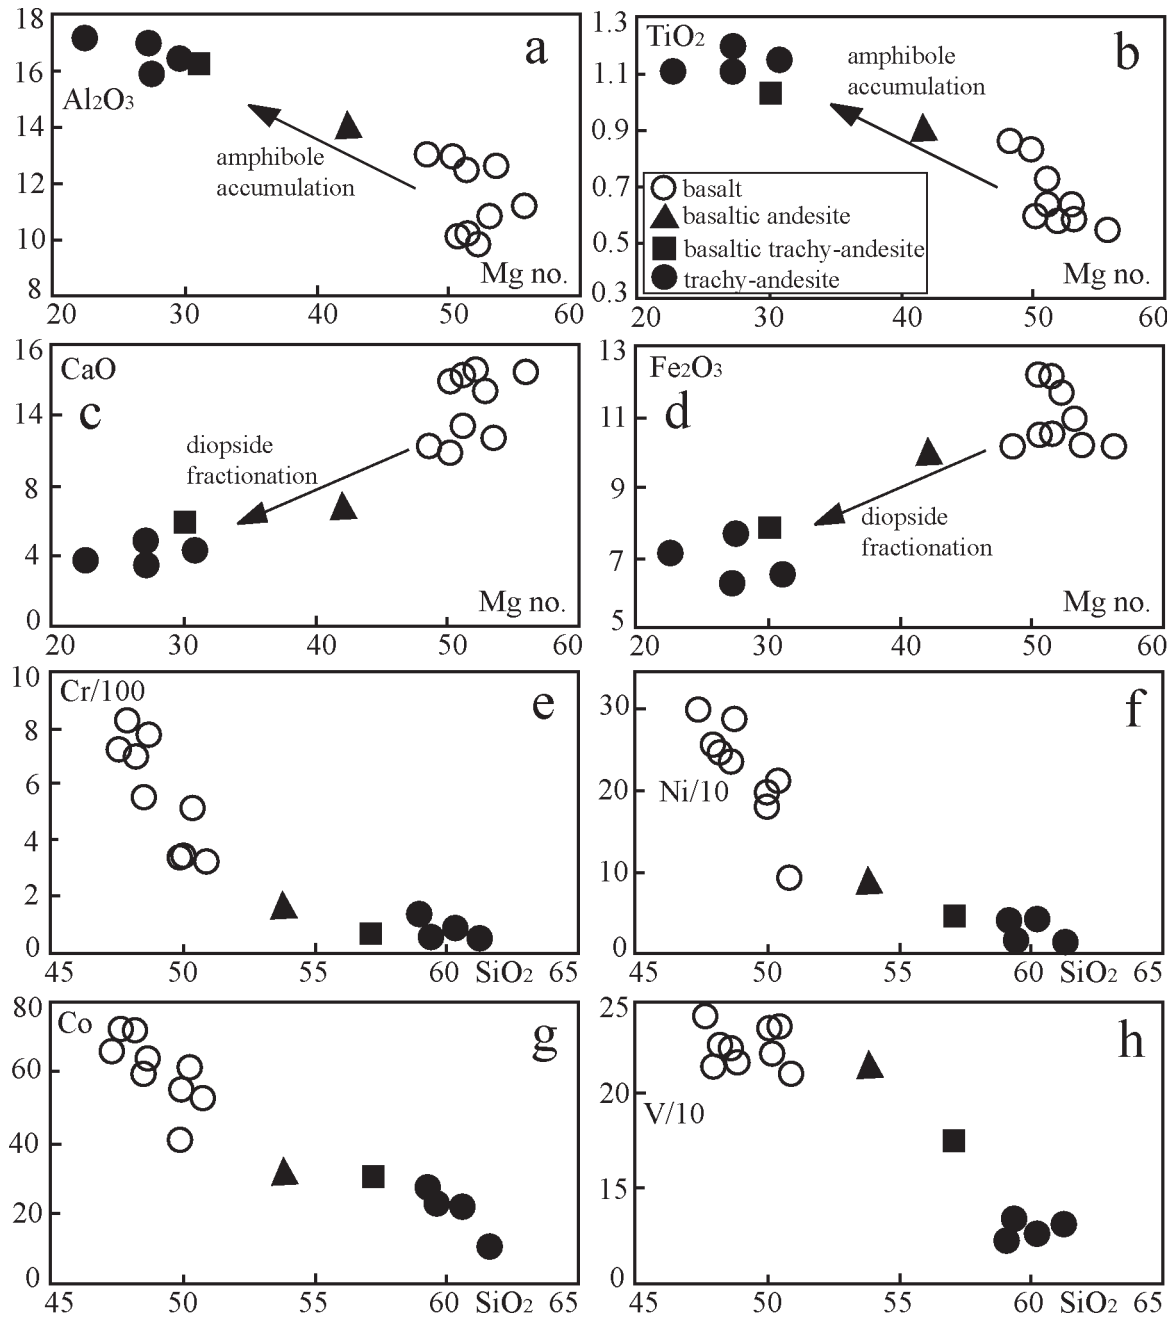 18
16
14
12
10
8
Al2O3
a
amphibole
accumulation
Mg no.
20
30
40
50
60
1.3
1.1
0.9
0.7
0.5
0.3
TiO2
b
amphibole
accumulation
basalt
basaltic andesite
basaltic trachy-andesite
trachy-andesite
Mg no.
20
30
40
50
60
16
14
8
4
0
CaO
c
diopside
fractionation
Mg no.
20
30
40
50
60
13
11
9
7
5
Fe2O3
d
diopside
fractionation
Mg no.
20
30
40
50
60
10
8
6
4
2
0
Cr/100
e
45
50
55
60
SiO2
65
30
20
10
0
Ni/10
f
45
50
55
60
SiO2
65
80
60
40
20
0
Co
g
45
50
55
60
SiO2
65
25
20
15
0
V/10
h
45
50
55
60
SiO2
65